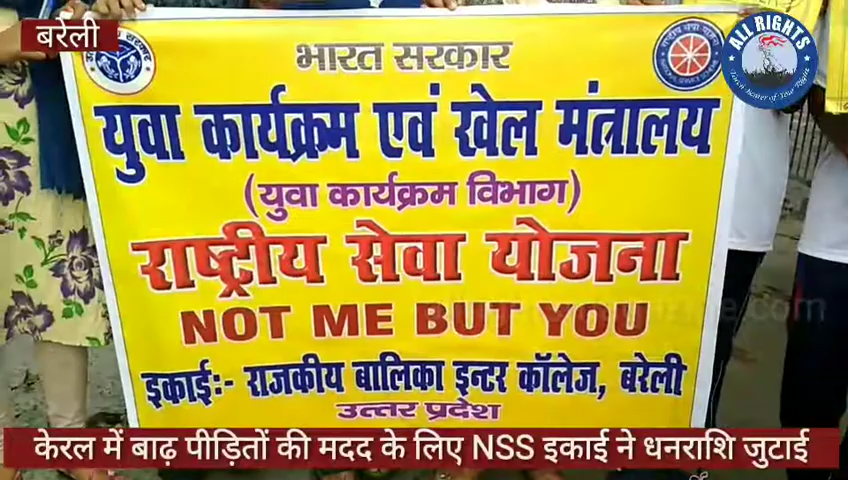 बरेली
भारत सरकार
ALL RIGHTS
युवा कार्यक्रम एवं खेल मंत्रालय
(युवा कार्यक्रम विभाग)
राष्ट्रीय सेवा योजना
NOT ME BUT YOU
इकाई:- राजकीय बालिका इन्टर कॉलेज, बरेली
उत्तर प्रदेश
केरल में बाढ़ पीड़ितों की मदद के लिए NSS इकाई ने धनराशि जुटाई